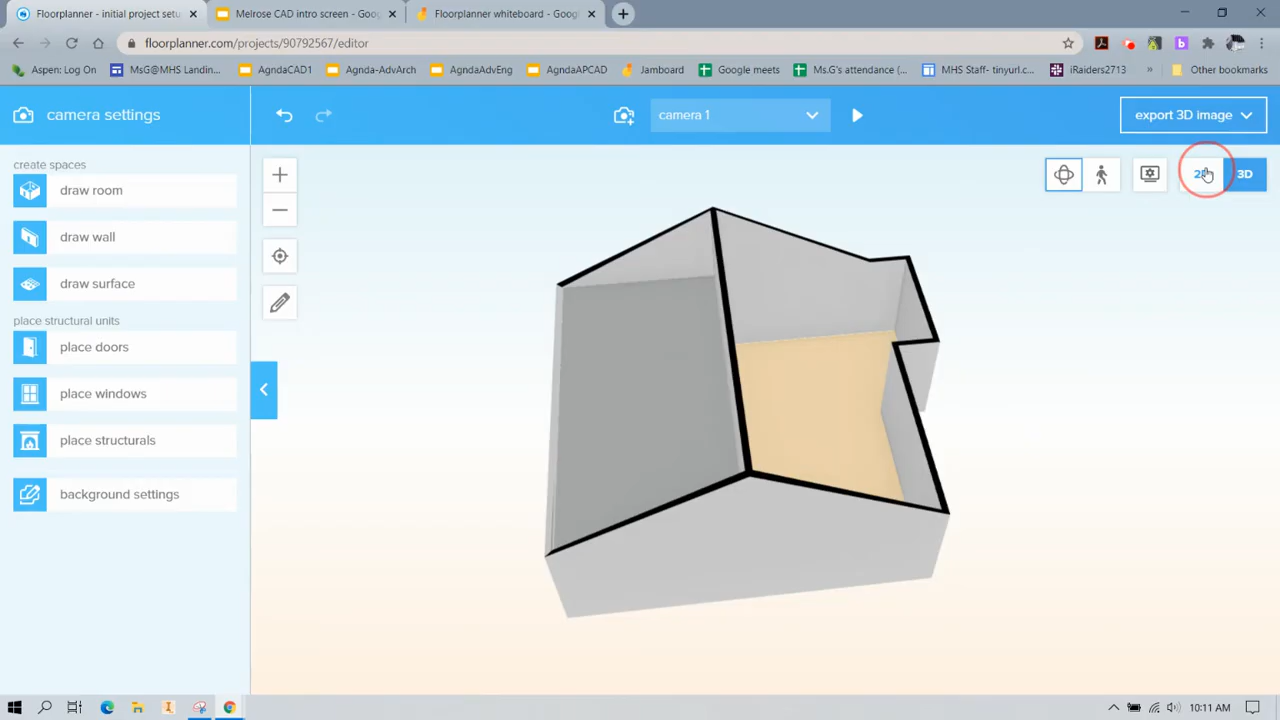 Floorplanner - initial project setu
Melrose CAD intro screen - Goo
Floorplanner whiteboard - Googl
floorplanner.com/projects/90792567/editor
Aspen: Log On
MsG@MHS Landin...
AgndaCAD1
Agnda-AdvArch
AgndaAdvEng
AgndaAPCAD
Jamboard
Google meets
Ms.G's attendance (...
MHS Staff- tinyurl.c...
iRaiders2713
»
Other bookmarks
camera settings
camera 1
export 3D image
create spaces
draw room
draw wall
draw surface
place structural units
place doors
place windows
place structurals
background settings
3D
10:11 AM